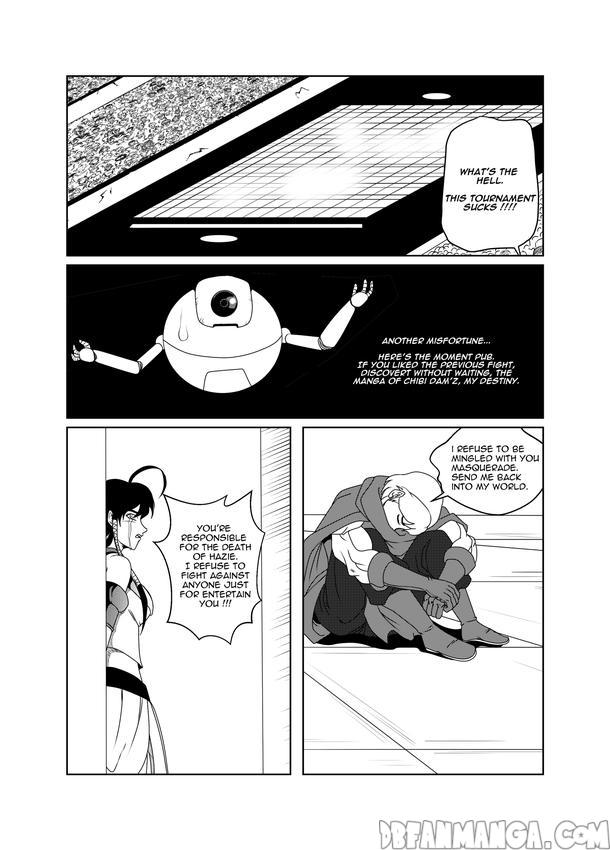 WHAT'S THE
HELL.
THIS TOURNAMENT
SUCKS !!!!
ANOTHER MISFORTUNE...
HERE'S THE MOMENT PUB.
IF YOU LIKED THE PREVIOUS FIGHT,
DISCOVERT WITHOUT WAITING, THE
MANGA OF CHIBI DAM'Z, MY DESTINY.
YOU'RE
RESPONSIBLE
FOR THE DEATH
OF HAZIE.
I REFUSE TO
FIGHT AGAINST
ANYONE JUST
FOR ENTERTAIN
YOU !!!
I REFUSE TO BE
MINGLED WITH YOU
MASQUERADE.
SEND ME BACK
INTO MY WORLD.
DBFANMANGA.COM